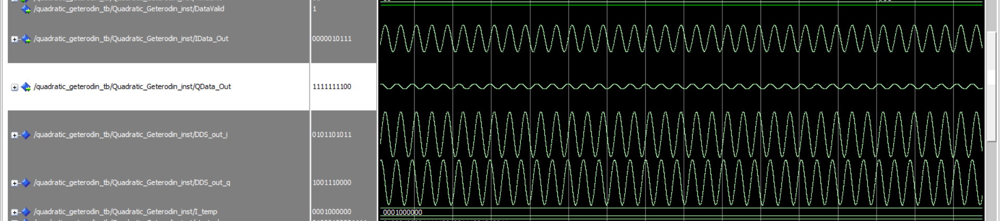 /quadratic_geterodin_tb/Quadratic_Geterodin_inst/DataValid 1
/quadratic_geterodin_tb/Quadratic_Geterodin_inst/IData_Out 0000010111
/quadratic_geterodin_tb/Quadratic_Geterodin_inst/QData_Out 1111111100
/quadratic_geterodin_tb/Quadratic_Geterodin_inst/DDS_out_i 0101101011
/quadratic_geterodin_tb/Quadratic_Geterodin_inst/DDS_out_q 1001110000
/quadratic_geterodin_tb/Quadratic_Geterodin_inst/I_temp 0001000000 0001000000